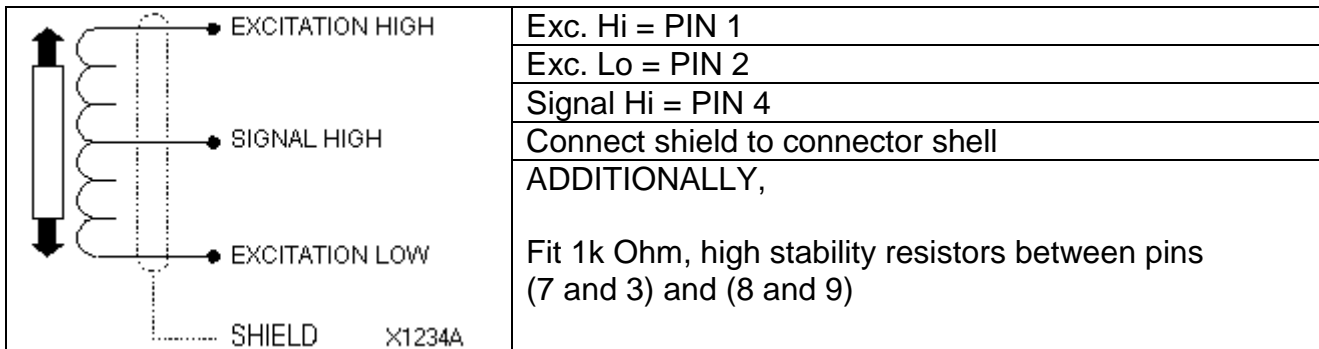 EXCITATION HIGH
SIGNAL HIGH
EXCITATION LOW
SHIELD X1234A
Exc. Hi = PIN 1
Exc. Lo = PIN 2
Signal Hi = PIN 4
Connect shield to connector shell
ADDITIONALLY,
Fit 1k Ohm, high stability resistors between pins
(7 and 3) and (8 and 9)